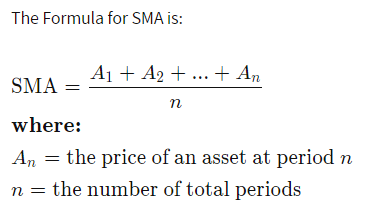 The Formula for SMA is:
SMA = A₁ + A₂ + ... + Aₙ / n
where:
Aₙ = the price of an asset at period n
n = the number of total periods